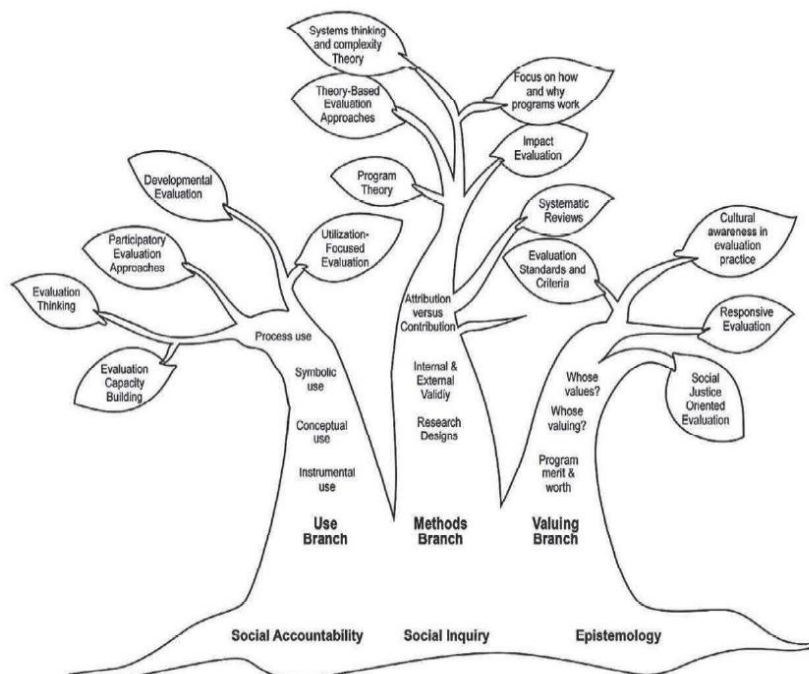 Systems thinking
and complexity
Theory
Focus on how
and why
programs work
Theory-Based
Evaluation
Approaches
Impact
Evaluation
Program
Theory
Developmental
Evaluation
Systematic
Reviews
Cultural
awareness in
evaluation
practice
Utilization-
Focused
Evaluation
Participatory
Evaluation
Approaches
Evaluation
Standards and
Criteria
Evaluation
Thinking
Attribution
versus
Contribution
Responsive
Evaluation
Process use
Evaluation
Capacity
Building
Symbolic
use
Internal &
External
Validiy
Whose
values?
Social
Justice
Oriented
Evaluation
Conceptual
use
Research
Designs
Whose
valuing?
Instrumental
use
Program
merit &
worth
Use
Branch
Methods
Branch
Valuing
Branch
Social Accountability
Social Inquiry
Epistemology